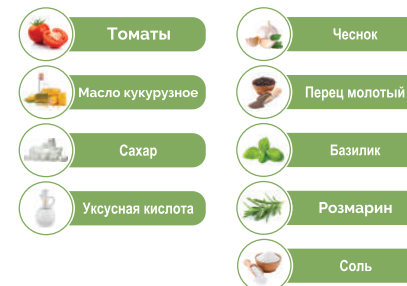 Томаты
Масло кукурузное
Сахар
Уксусная кислота
Чеснок
Перец молотый
Базилик
Розмарин
Соль